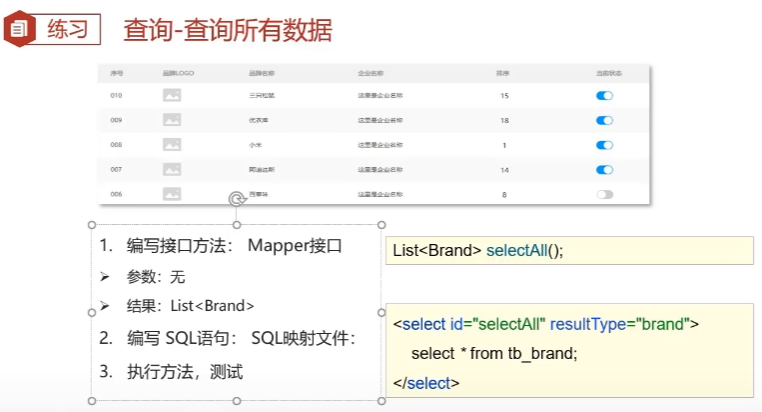 练习
查询-查询所有数据
序号 品牌LOGO 品牌名称 企业名称 排序 当前状态
010 三只松鼠 这里是企业名称 15
009 优衣库 这里是企业名称 18
008 小米 这里是企业名称 1
007 阿迪达斯 这里是企业名称 14
006 百草味 这里是企业名称 8
1. 编写接口方法： Mapper接口
➢ 参数：无
➢ 结果：List<Brand>
2. 编写 SQL语句： SQL映射文件：
3. 执行方法，测试
List<Brand> selectAll();
<select id="selectAll" resultType="brand">
select * from tb_brand;
</select>